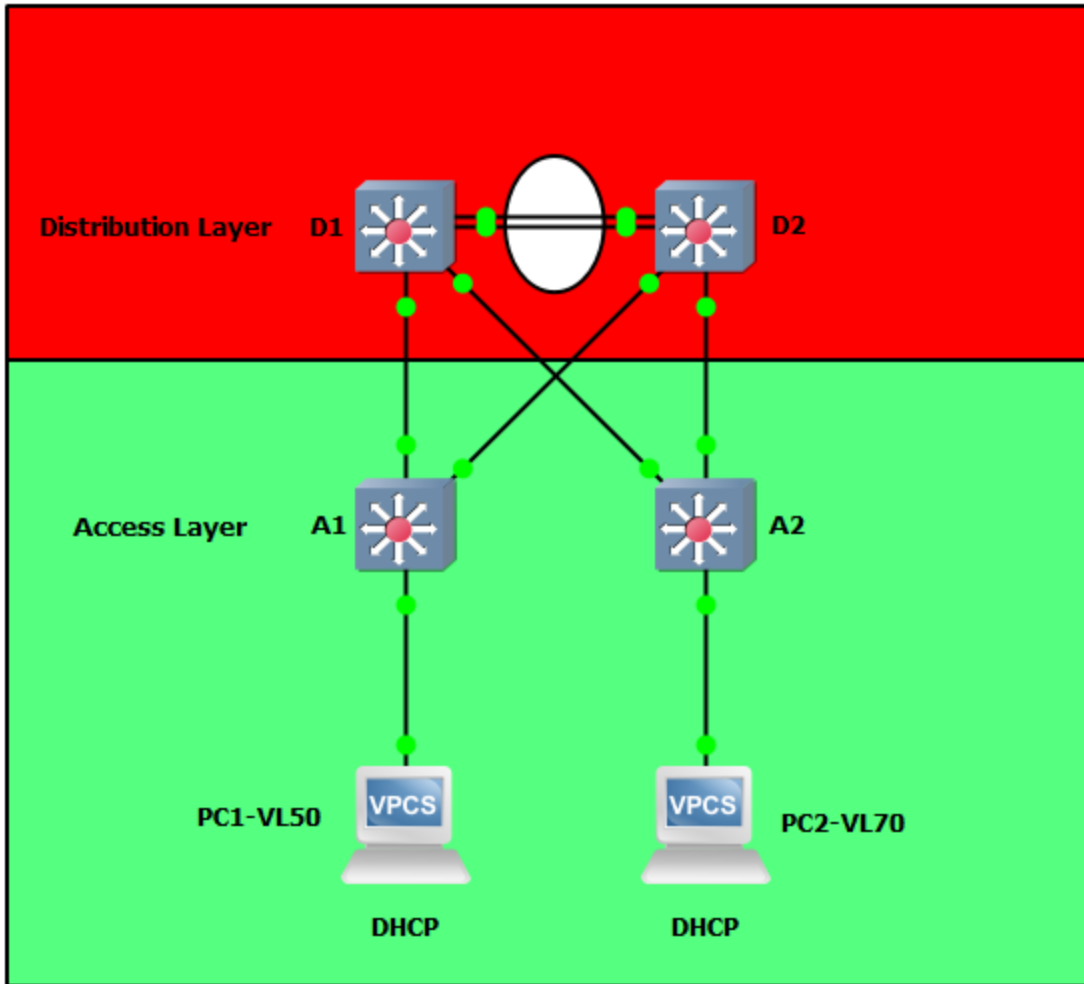 Distribution Layer D1 D2
Access Layer A1 A2
VPCS VPCS
PC1-VL50 PC2-VL70
DHCP DHCP